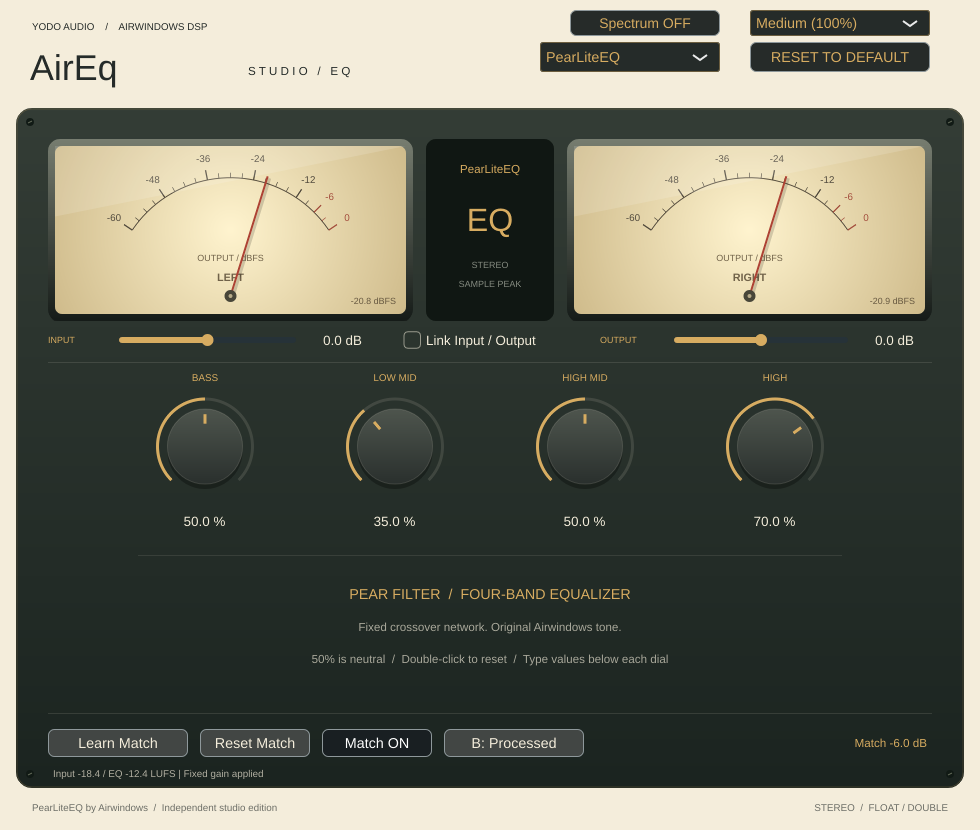 YODO AUDIO / AIRWINDOWS DSP
Spectrum OFF
Medium (100%)
AirEq
STUDIO / EQ
PearLiteEQ
RESET TO DEFAULT
-60
-48
-36
-24
-12
-6
0
OUTPUT / dBFS
LEFT
-20.8 dBFS
PearLiteEQ
EQ
STEREO
SAMPLE PEAK
-60
-48
-36
-24
-12
-6
0
OUTPUT / dBFS
RIGHT
-20.9 dBFS
INPUT
0.0 dB
Link Input / Output
OUTPUT
0.0 dB
BASS
LOW MID
HIGH MID
HIGH
50.0 %
35.0 %
50.0 %
70.0 %
PEAR FILTER / FOUR-BAND EQUALIZER
Fixed crossover network. Original Airwindows tone.
50% is neutral / Double-click to reset / Type values below each dial
Learn Match
Reset Match
Match ON
B: Processed
Match -6.0 dB
Input -18.4 / EQ -12.4 LUFS | Fixed gain applied
PearLiteEQ by Airwindows / Independent studio edition
STEREO / FLOAT / DOUBLE